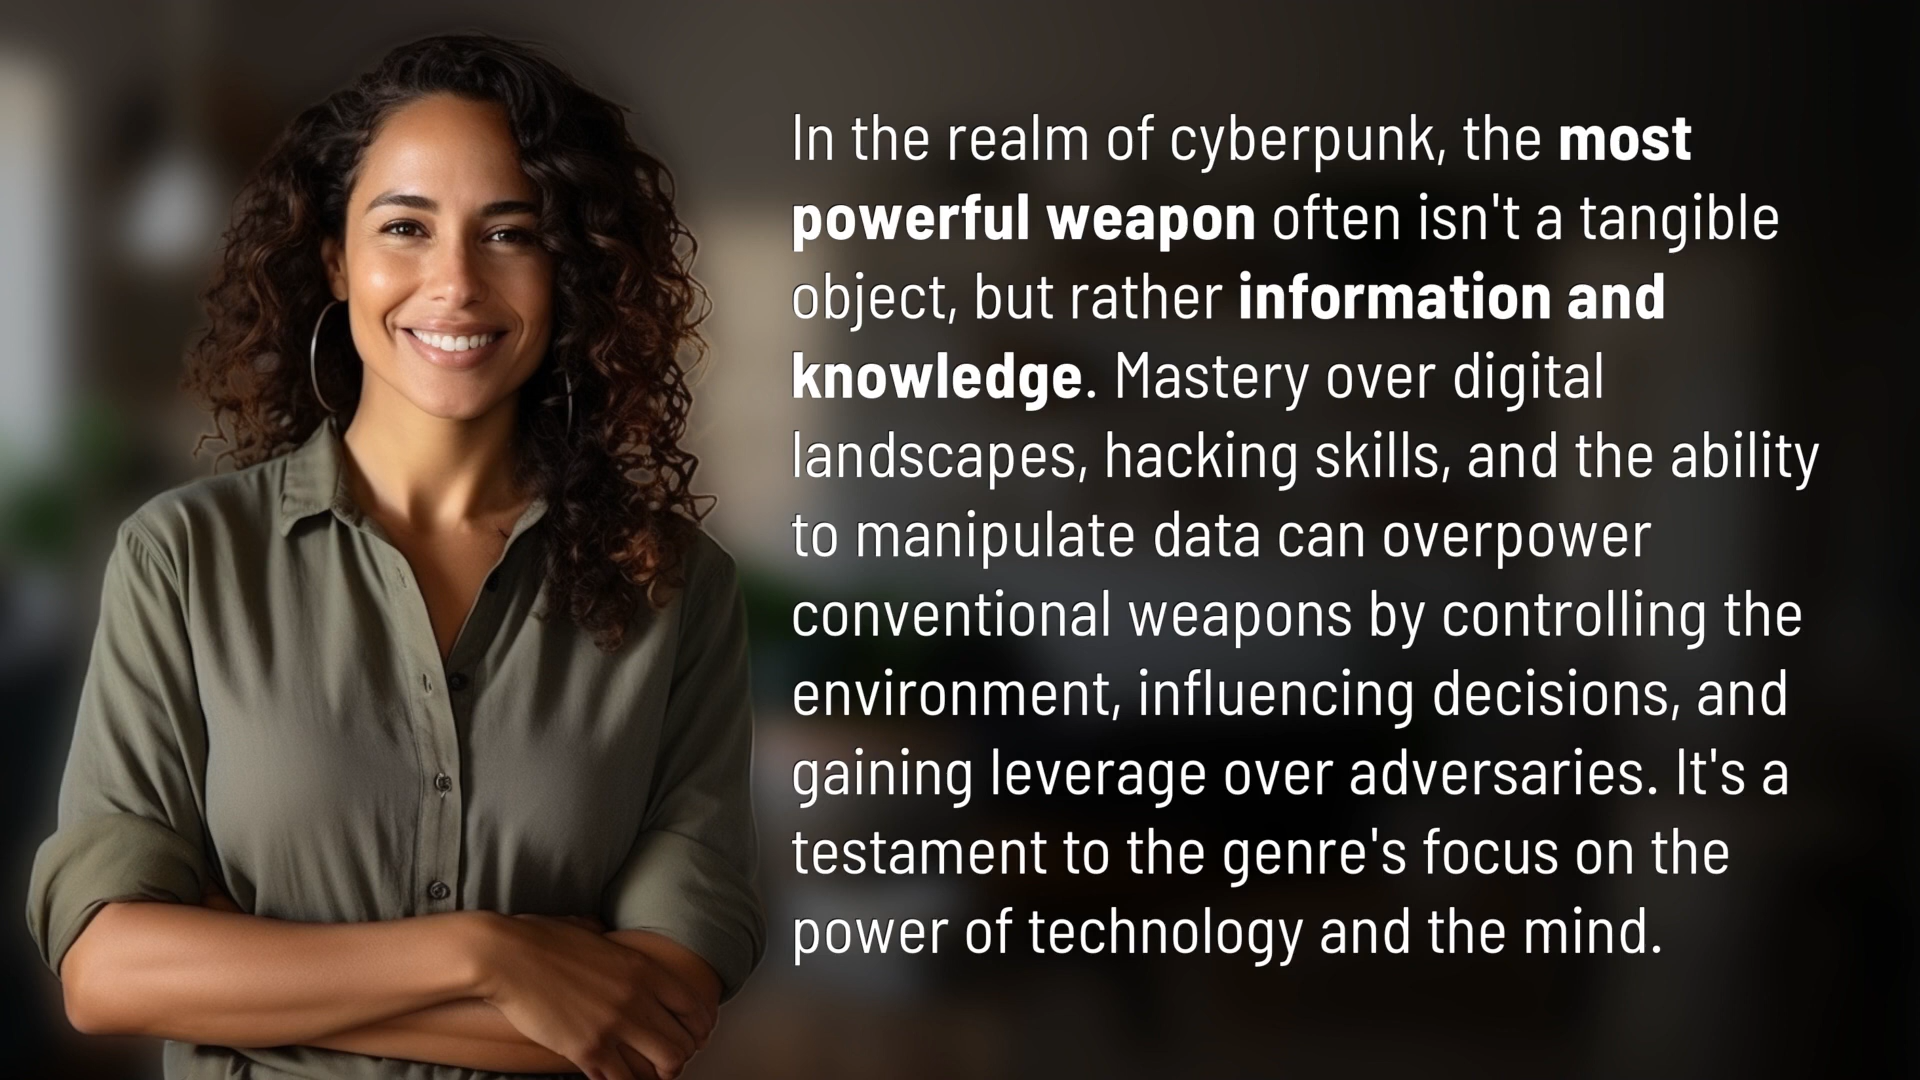 In the realm of cyberpunk, the most
powerful weapon often isn't a tangible
object, but rather information and
knowledge. Mastery over digital
landscapes, hacking skills, and the ability
to manipulate data can overpower
conventional weapons by controlling the
environment, influencing decisions, and
gaining leverage over adversaries. It's a
testament to the genre's focus on the
power of technology and the mind.